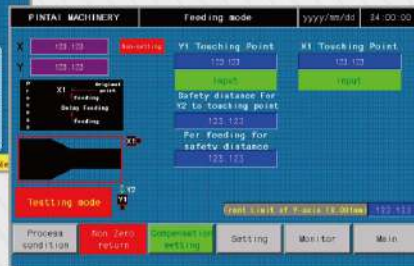 PINTAI MACHINERY
Feeding mode
yyyy/mm/dd
24:00:00
X 123.123
Y 123.123
Non-setting
Y1 Touching Point
123.123
Input
X1 Touching Point
123.123
Input
Safety distance For
Y2 to touching point
123.123
Per feeding for
safety distance
123.123
X1
Original
point
feeding
Delay feeding
feeding
X1
Y2
Y1
Testting mode
123.123
Process
condition
Non Zero
return
Compensation
setting
Setting
Monitor
Main